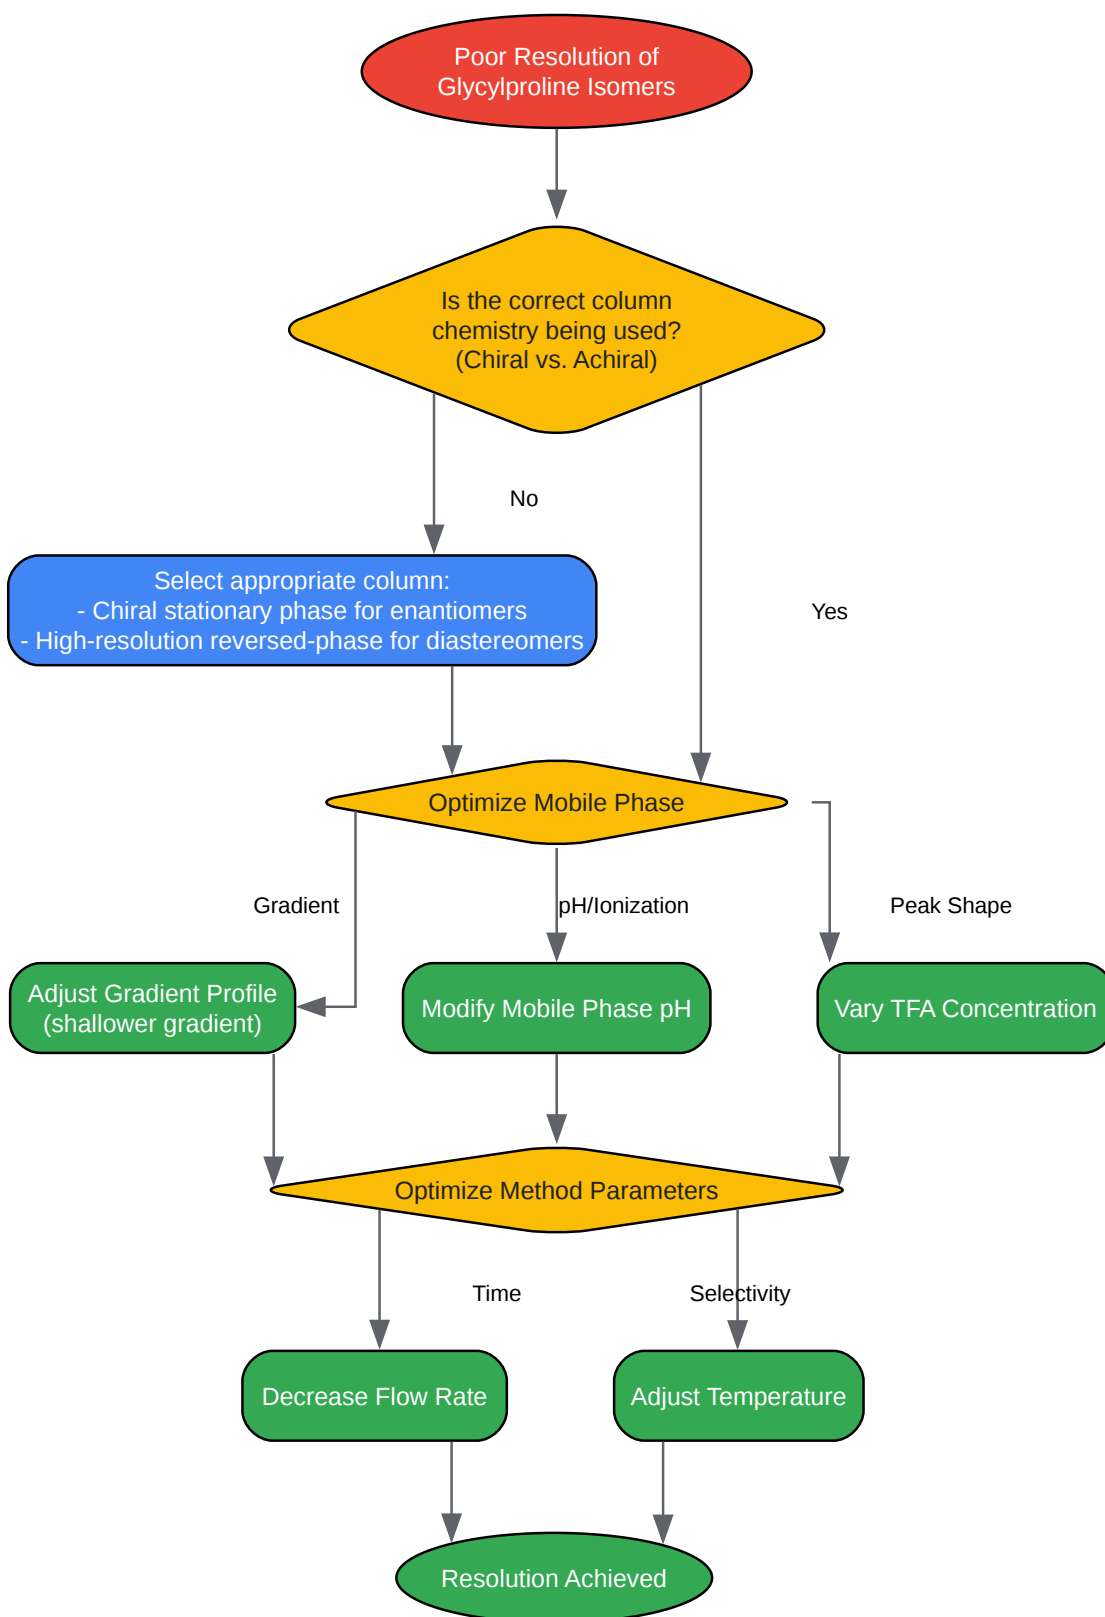 Poor Resolution of
Glycylproline Isomers
Is the correct column
chemistry being used?
(Chiral vs. Achiral)
No
Select appropriate column:
- Chiral stationary phase for enantiomers
- High-resolution reversed-phase for diastereomers
Yes
Optimize Mobile Phase
Gradient
pH/Ionization
Peak Shape
Adjust Gradient Profile
(shallower gradient)
Modify Mobile Phase pH
Vary TFA Concentration
Optimize Method Parameters
Time
Selectivity
Decrease Flow Rate
Adjust Temperature
Resolution Achieved